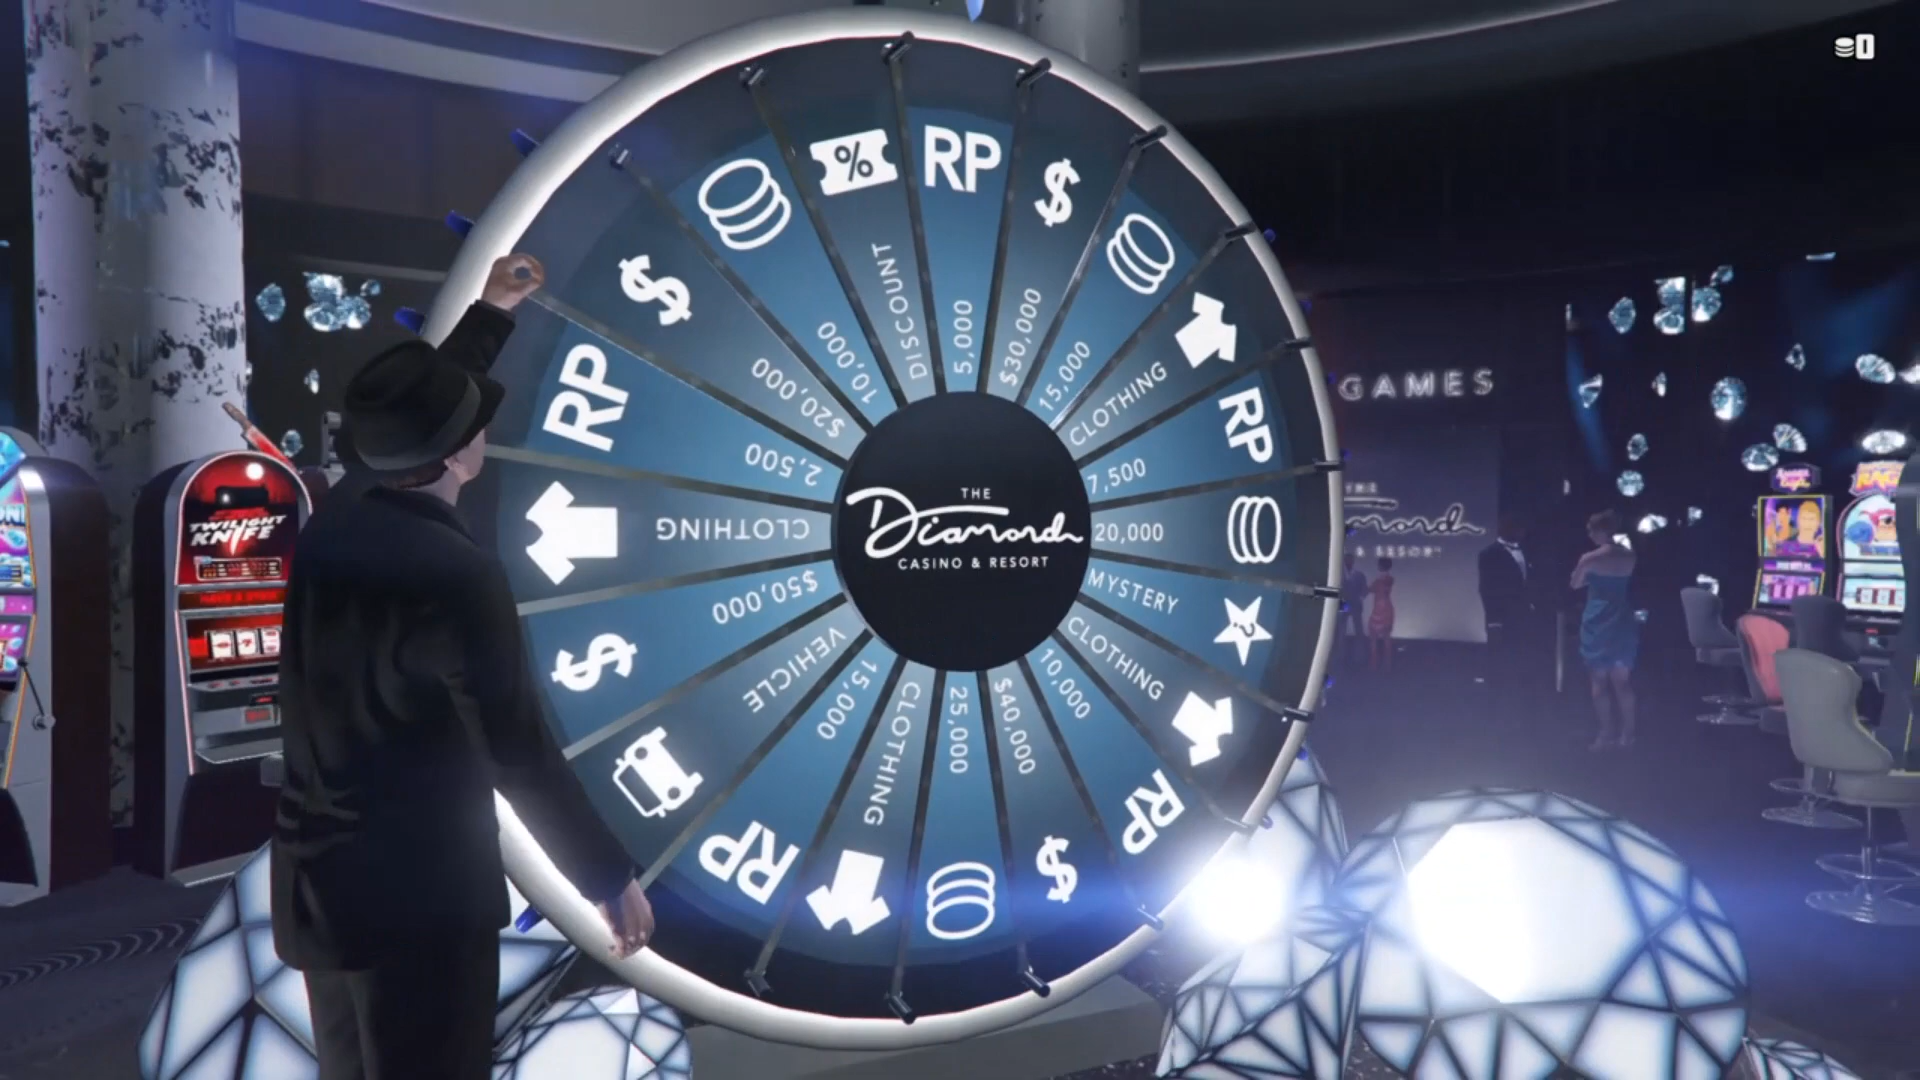 %
RP
$
DISCOUNT
5,000
$30,000
15,000
CLOTHING
RP
7,500
20,000
MYSTERY
?
CLOTHING
10,000
RP
$40,000
$
25,000
CLOTHING
15,000
RP
VEHICLE
$50,000
$
CLOTHING
2,500
RP
$20,000
$
10,000
THE
Diamond
CASINO & RESORT
GAMES
TWILIGHT
KNIFE